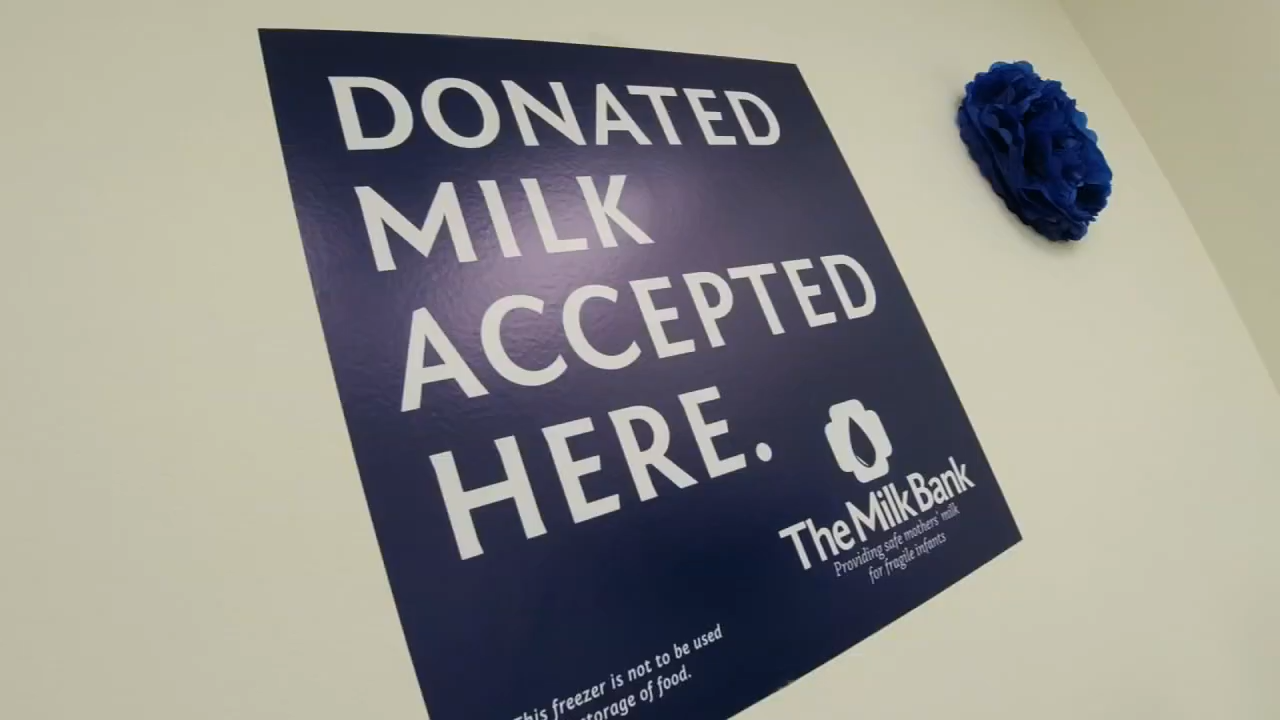 DONATED
MILK
ACCEPTED
HERE.
The Milk Bank
Providing safe mothers' milk
for fragile infants
This freezer is not to be used
storage of food.